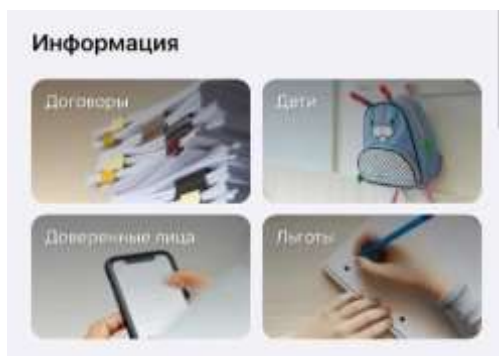 Информация
Договоры
Дети
Доверенные лица
Льготы